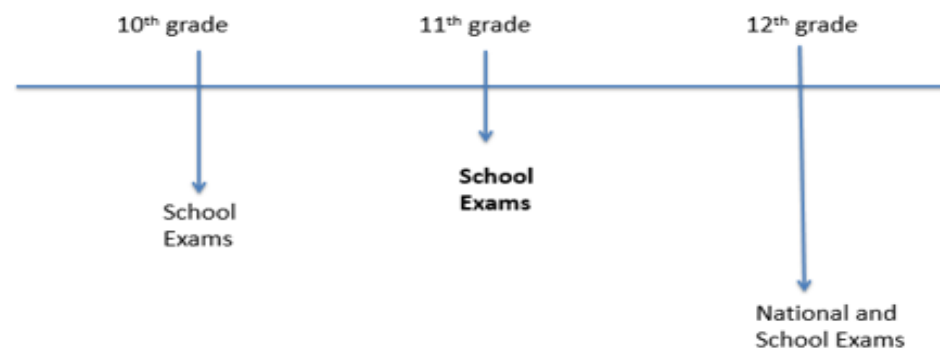 10th grade
11th grade
12th grade
School
Exams
School
Exams
National and
School Exams